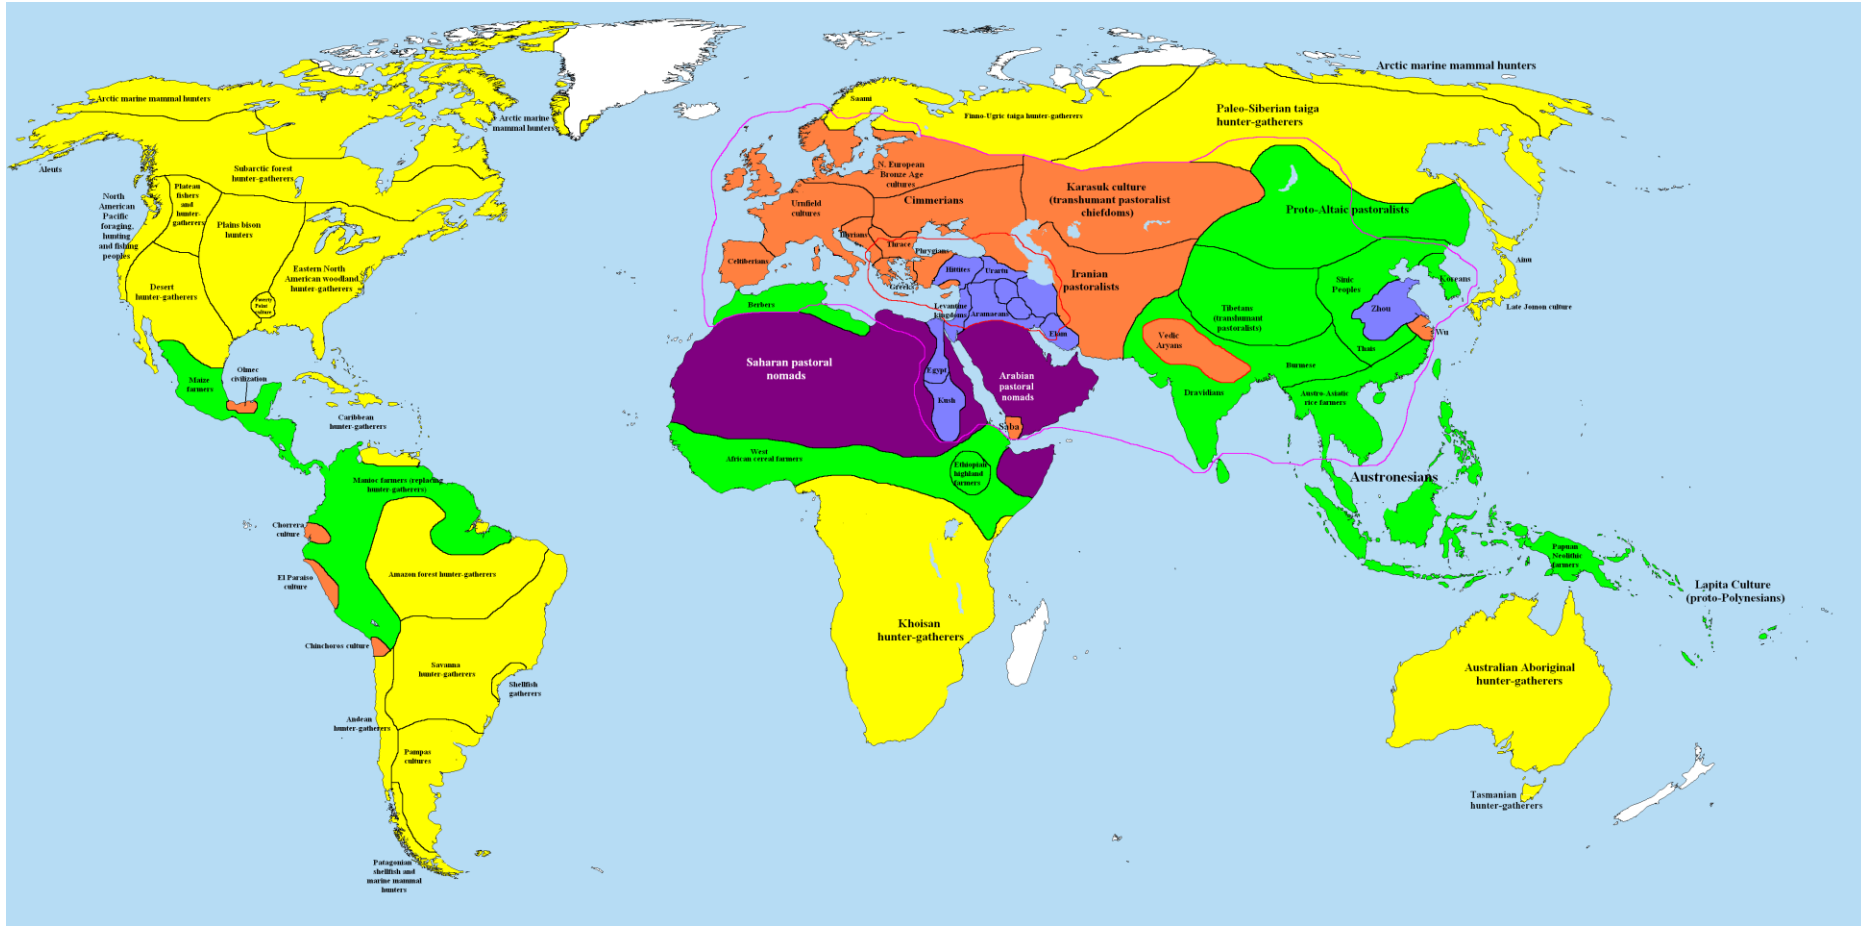 Arctic marine mammal hunters
Arctic marine
mammal hunters
Aleuts
Subarctic forest
hunter-gatherers
North
American
Pacific
foraging,
hunting
and fishing
peoples
Plateau
fishers
and
hunter-
gatherers
Plains bison
hunters
Desert
hunter-gatherers
Eastern North
American woodland
hunter-gatherers
Poverty
Point
culture
Maize
farmers
Olmec
civilization
Caribbean
hunter-gatherers
Manioc farmers (replacing
hunter-gatherers)
Chorrera
culture
El Paraiso
culture
Amazon forest hunter-gatherers
Chinchoros culture
Savanna
hunter-gatherers
Shellfish
gatherers
Andean
hunter-gatherers
Pampas
cultures
Patagonian
shellfish and
marine mammal
hunters
Saami
Finno-Ugric taiga hunter-gatherers
Paleo-Siberian taiga
hunter-gatherers
Arctic marine mammal hunters
N. European
Bronze Age
cultures
Urnfield
cultures
Cimmerians
Karasuk culture
(transhumant pastoralist
chiefdoms)
Proto-Altaic pastoralists
Illyrians
Thrace
Phrygians
Celtiberians
Greeks
Hittites
Urartu
Iranian
pastoralists
Levantine
kingdoms
Aramaeans
Elam
Berbers
Saharan pastoral
nomads
Egypt
Kush
Arabian
pastoral
nomads
Saba
West
African cereal farmers
Ethiopian
highland
farmers
Khoisan
hunter-gatherers
Vedic
Aryans
Dravidians
Tibetans
(transhumant
pastoralists)
Sinic
Peoples
Koreans
Zhou
Wu
Thais
Burmese
Austro-Asiatic
rice farmers
Ainu
Late Jomon culture
Austronesians
Papuan
Neolithic
farmers
Lapita Culture
(proto-Polynesians)
Australian Aboriginal
hunter-gatherers
Tasmanian
hunter-gatherers